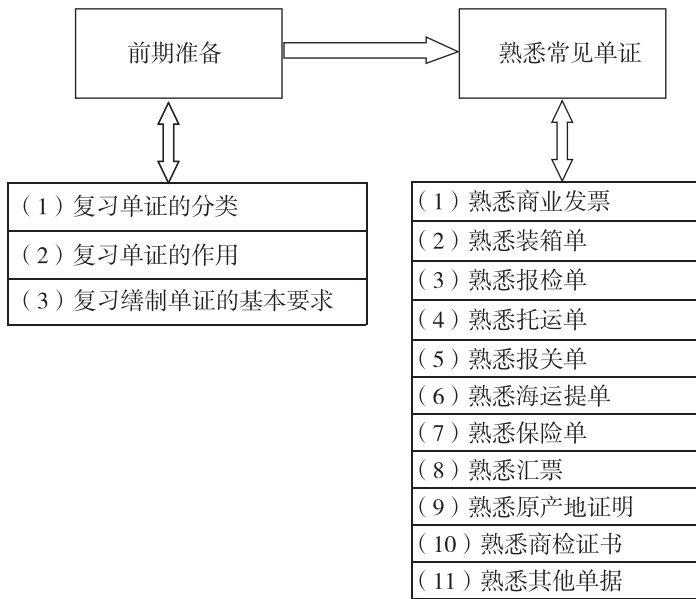 前期准备
熟悉常见单证
（1）复习单证的分类
（2）复习单证的作用
（3）复习缮制单证的基本要求
（1）熟悉商业发票
（2）熟悉装箱单
（3）熟悉报检单
（4）熟悉托运单
（5）熟悉报关单
（6）熟悉海运提单
（7）熟悉保险单
（8）熟悉汇票
（9）熟悉原产地证明
（10）熟悉商检证书
（11）熟悉其他单据